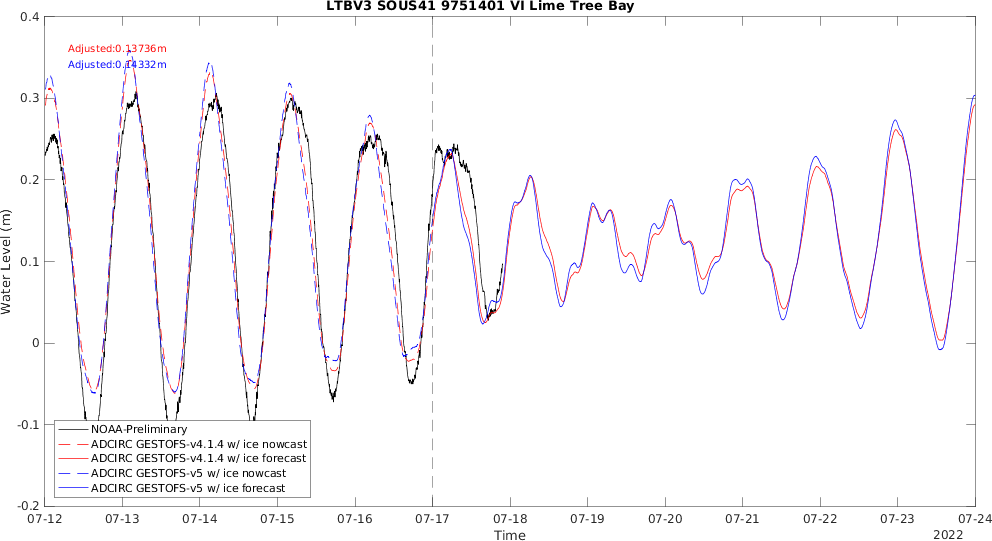 LTBV3 SOUS41 9751401 VI Lime Tree Bay
Adjusted:0.13736m
Adjusted:0.14332m
Water Level (m)
0.4
0.3
0.2
0.1
0
-0.1
-0.2
NOAA-Preliminary
ADCIRC GESTOFS-v4.1.4 w/ ice nowcast
ADCIRC GESTOFS-v4.1.4 w/ ice forecast
ADCIRC GESTOFS-v5 w/ ice nowcast
ADCIRC GESTOFS-v5 w/ ice forecast
07-12 07-13 07-14 07-15 07-16 07-17 07-18 07-19 07-20 07-21 07-22 07-23 07-24
Time
2022